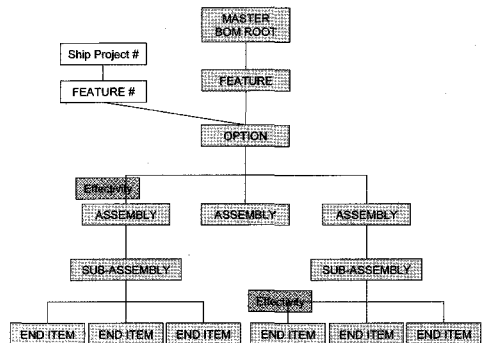 MASTER
BOM ROOT
Ship Project #
FEATURE
FEATURE #
OPTION
Effectivity
ASSEMBLY ASSEMBLY ASSEMBLY
SUB-ASSEMBLY SUB-ASSEMBLY
Effectivity
END ITEM END ITEM END ITEM END ITEM END ITEM END ITEM